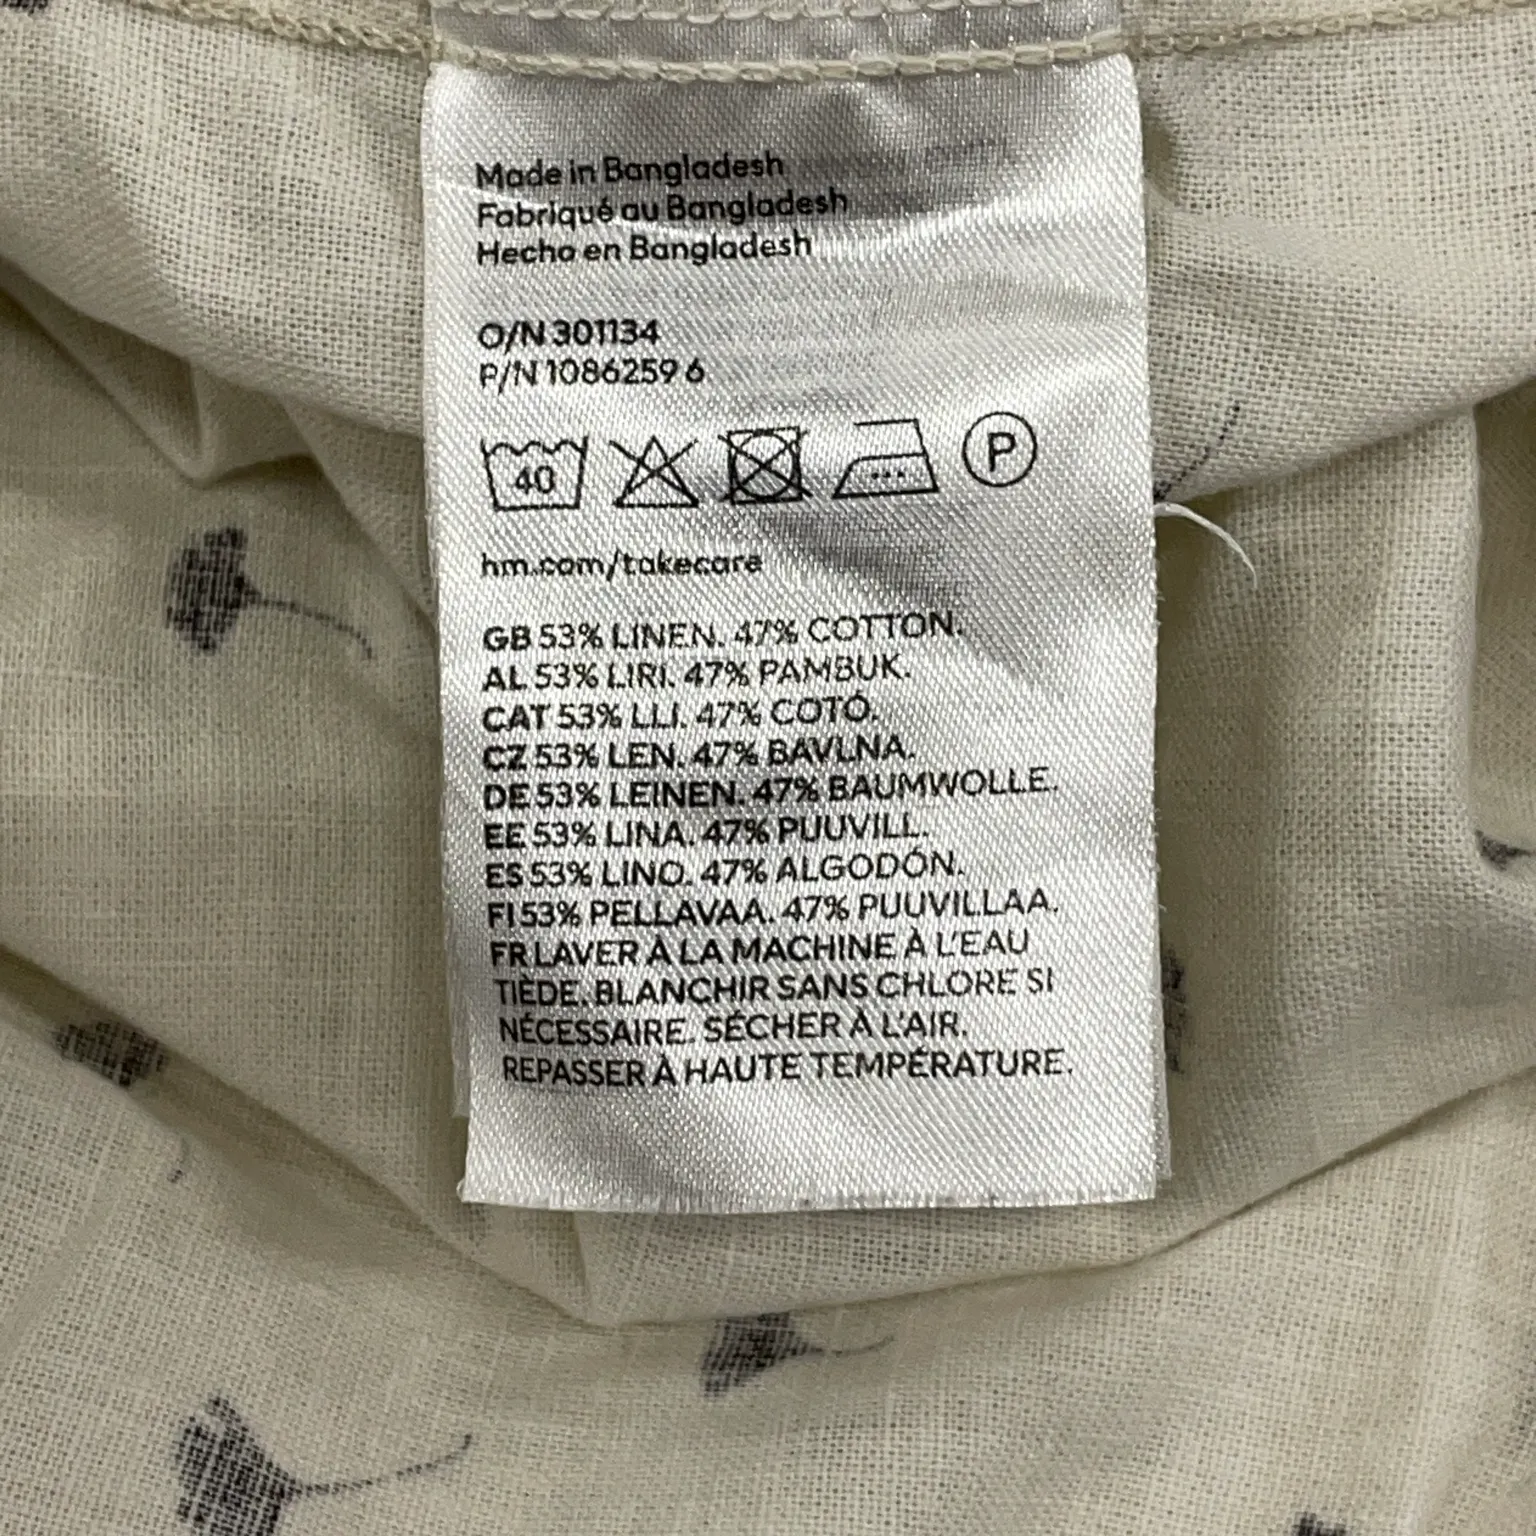 Made in Bangladesh
Fabriqué au Bangladesh
Hecho en Bangladesh
O/N 301134
P/N 1086259 6
40 P
hm.com/takecare
GB 53% LINEN. 47% COTTON.
AL 53% LIRI. 47% PAMBUK.
CAT 53% LLI. 47% COTÓ.
CZ 53% LEN. 47% BAVLNA.
DE 53% LEINEN. 47% BAUMWOLLE.
EE 53% LINA. 47% PUUVILL.
ES 53% LINO. 47% ALGODÓN.
FI 53% PELLAVAA. 47% PUUVILLAA.
FR LAVER À LA MACHINE À L'EAU
TIÈDE. BLANCHIR SANS CHLORE SI
NÉCESSAIRE. SÉCHER À L'AIR.
REPASSER À HAUTE TEMPÉRATURE.